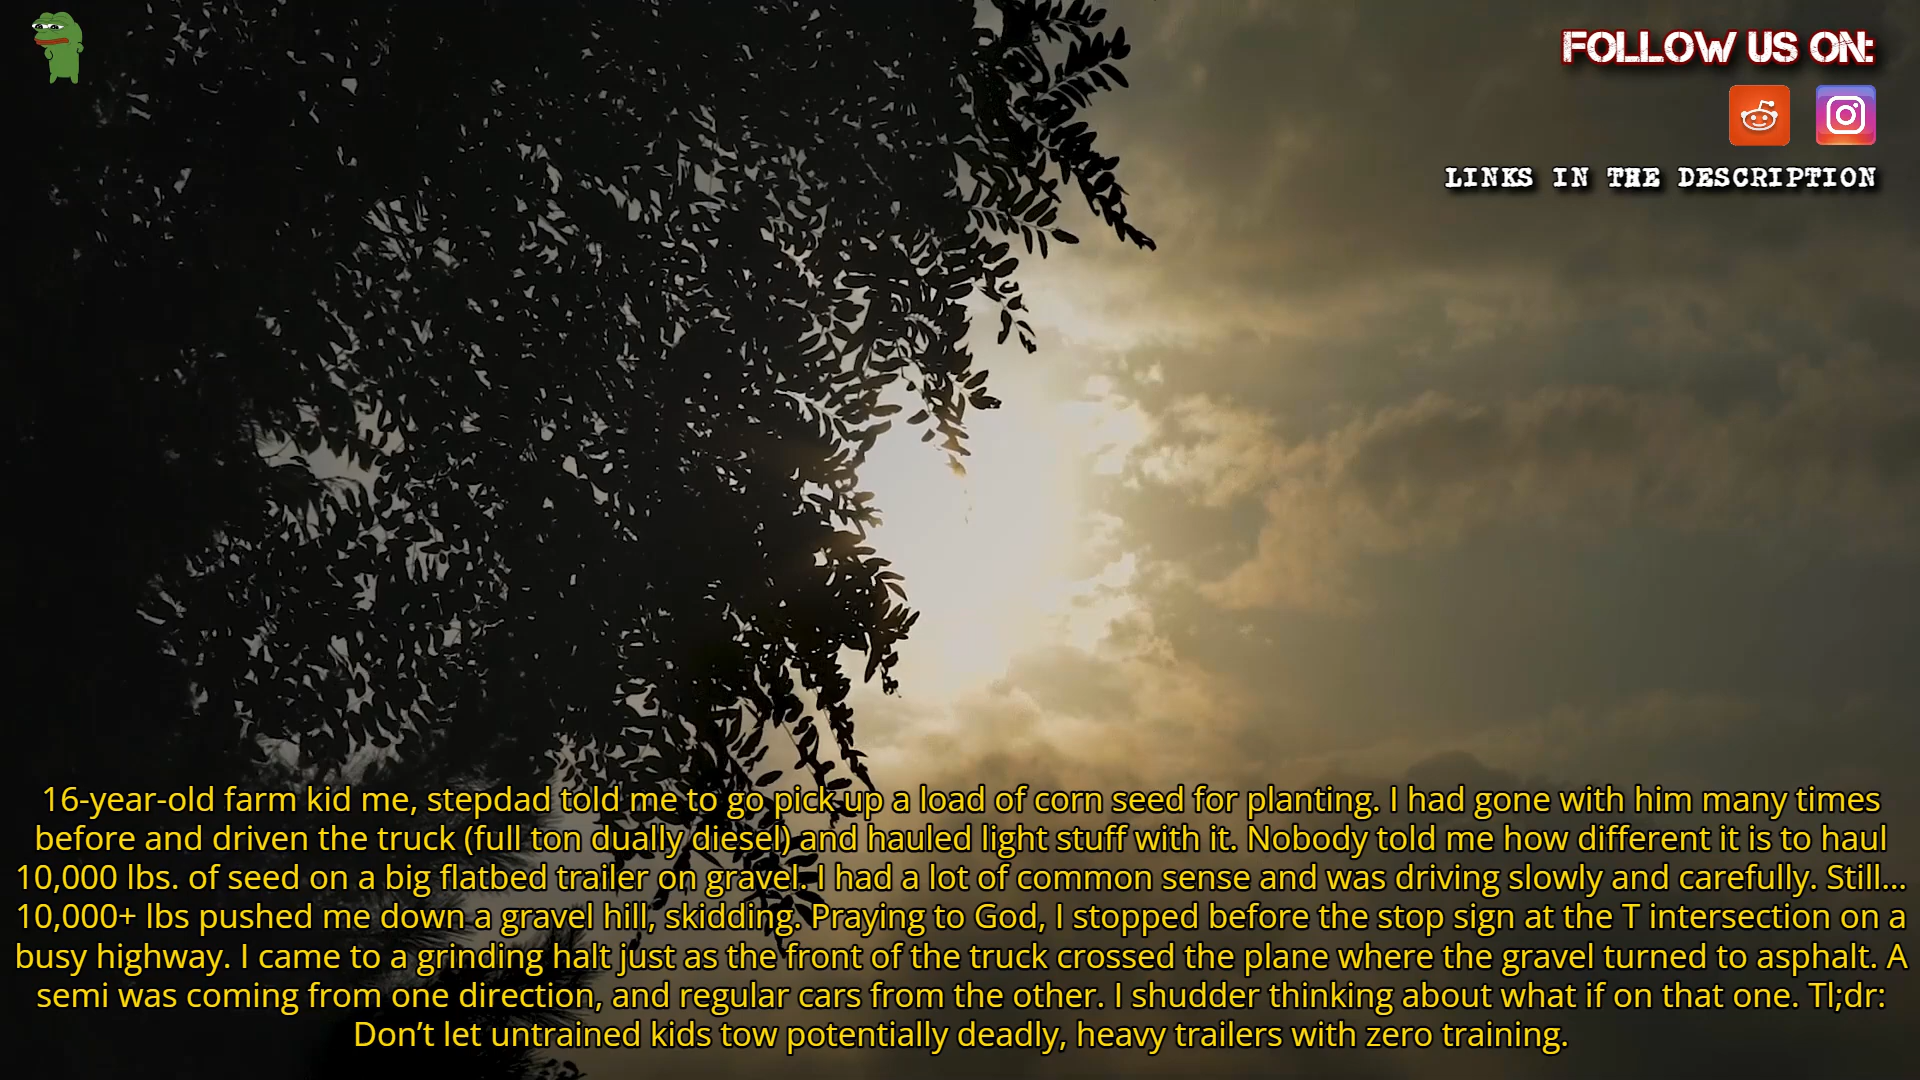 FOLLOW US ON:
LINKS IN THE DESCRIPTION
16-year-old farm kid me, stepdad told me to go pick up a load of corn seed for planting. I had gone with him many times
before and driven the truck (full ton dually diesel) and hauled light stuff with it. Nobody told me how different it is to haul
10,000 lbs. of seed on a big flatbed trailer on gravel. I had a lot of common sense and was driving slowly and carefully. Still...
10,000+ lbs pushed me down a gravel hill, skidding. Praying to God, I stopped before the stop sign at the T intersection on a
busy highway. I came to a grinding halt just as the front of the truck crossed the plane where the gravel turned to asphalt. A
semi was coming from one direction, and regular cars from the other. I shudder thinking about what if on that one. Tl;dr:
Don’t let untrained kids tow potentially deadly, heavy trailers with zero training.